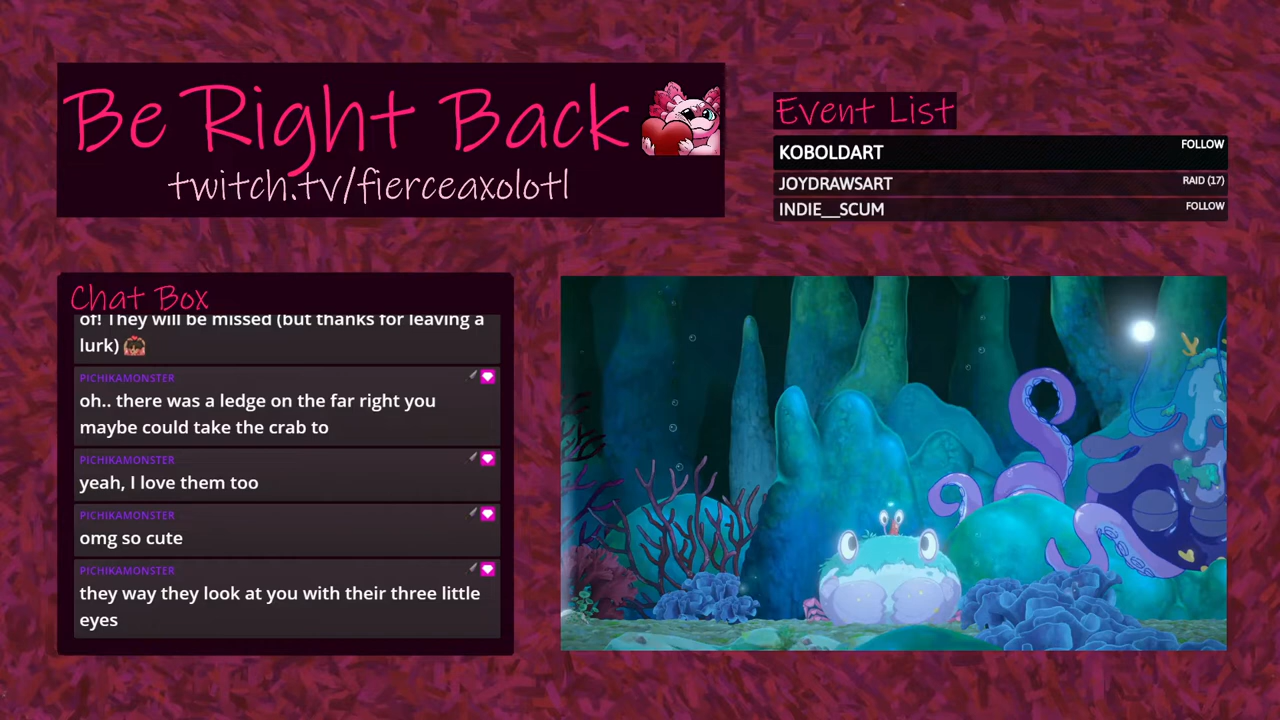 Be Right Back
twitch.tv/fierceaxolotl
Event List
KOBOLDART FOLLOW
JOYDRAWSART RAID (17)
INDIE__SCUM FOLLOW
Chat Box
of! They will be missed (but thanks for leaving a
lurk)
PICHIKAMONSTER
oh.. there was a ledge on the far right you
maybe could take the crab to
PICHIKAMONSTER
yeah, I love them too
PICHIKAMONSTER
omg so cute
PICHIKAMONSTER
they way they look at you with their three little
eyes